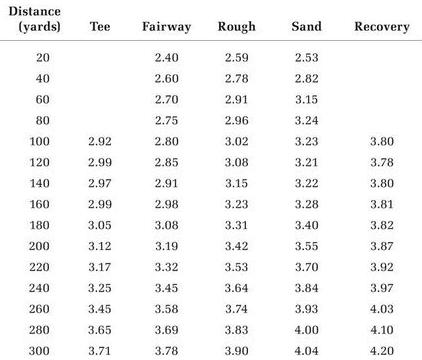 Distance
(yards) Tee Fairway Rough Sand Recovery
20 2.40 2.59 2.53
40 2.60 2.78 2.82
60 2.70 2.91 3.15
80 2.75 2.96 3.24
100 2.92 2.80 3.02 3.23 3.80
120 2.99 2.85 3.08 3.21 3.78
140 2.97 2.91 3.15 3.22 3.80
160 2.99 2.98 3.23 3.28 3.81
180 3.05 3.08 3.31 3.40 3.82
200 3.12 3.19 3.42 3.55 3.87
220 3.17 3.32 3.53 3.70 3.92
240 3.25 3.45 3.64 3.84 3.97
260 3.45 3.58 3.74 3.93 4.03
280 3.65 3.69 3.83 4.00 4.10
300 3.71 3.78 3.90 4.04 4.20